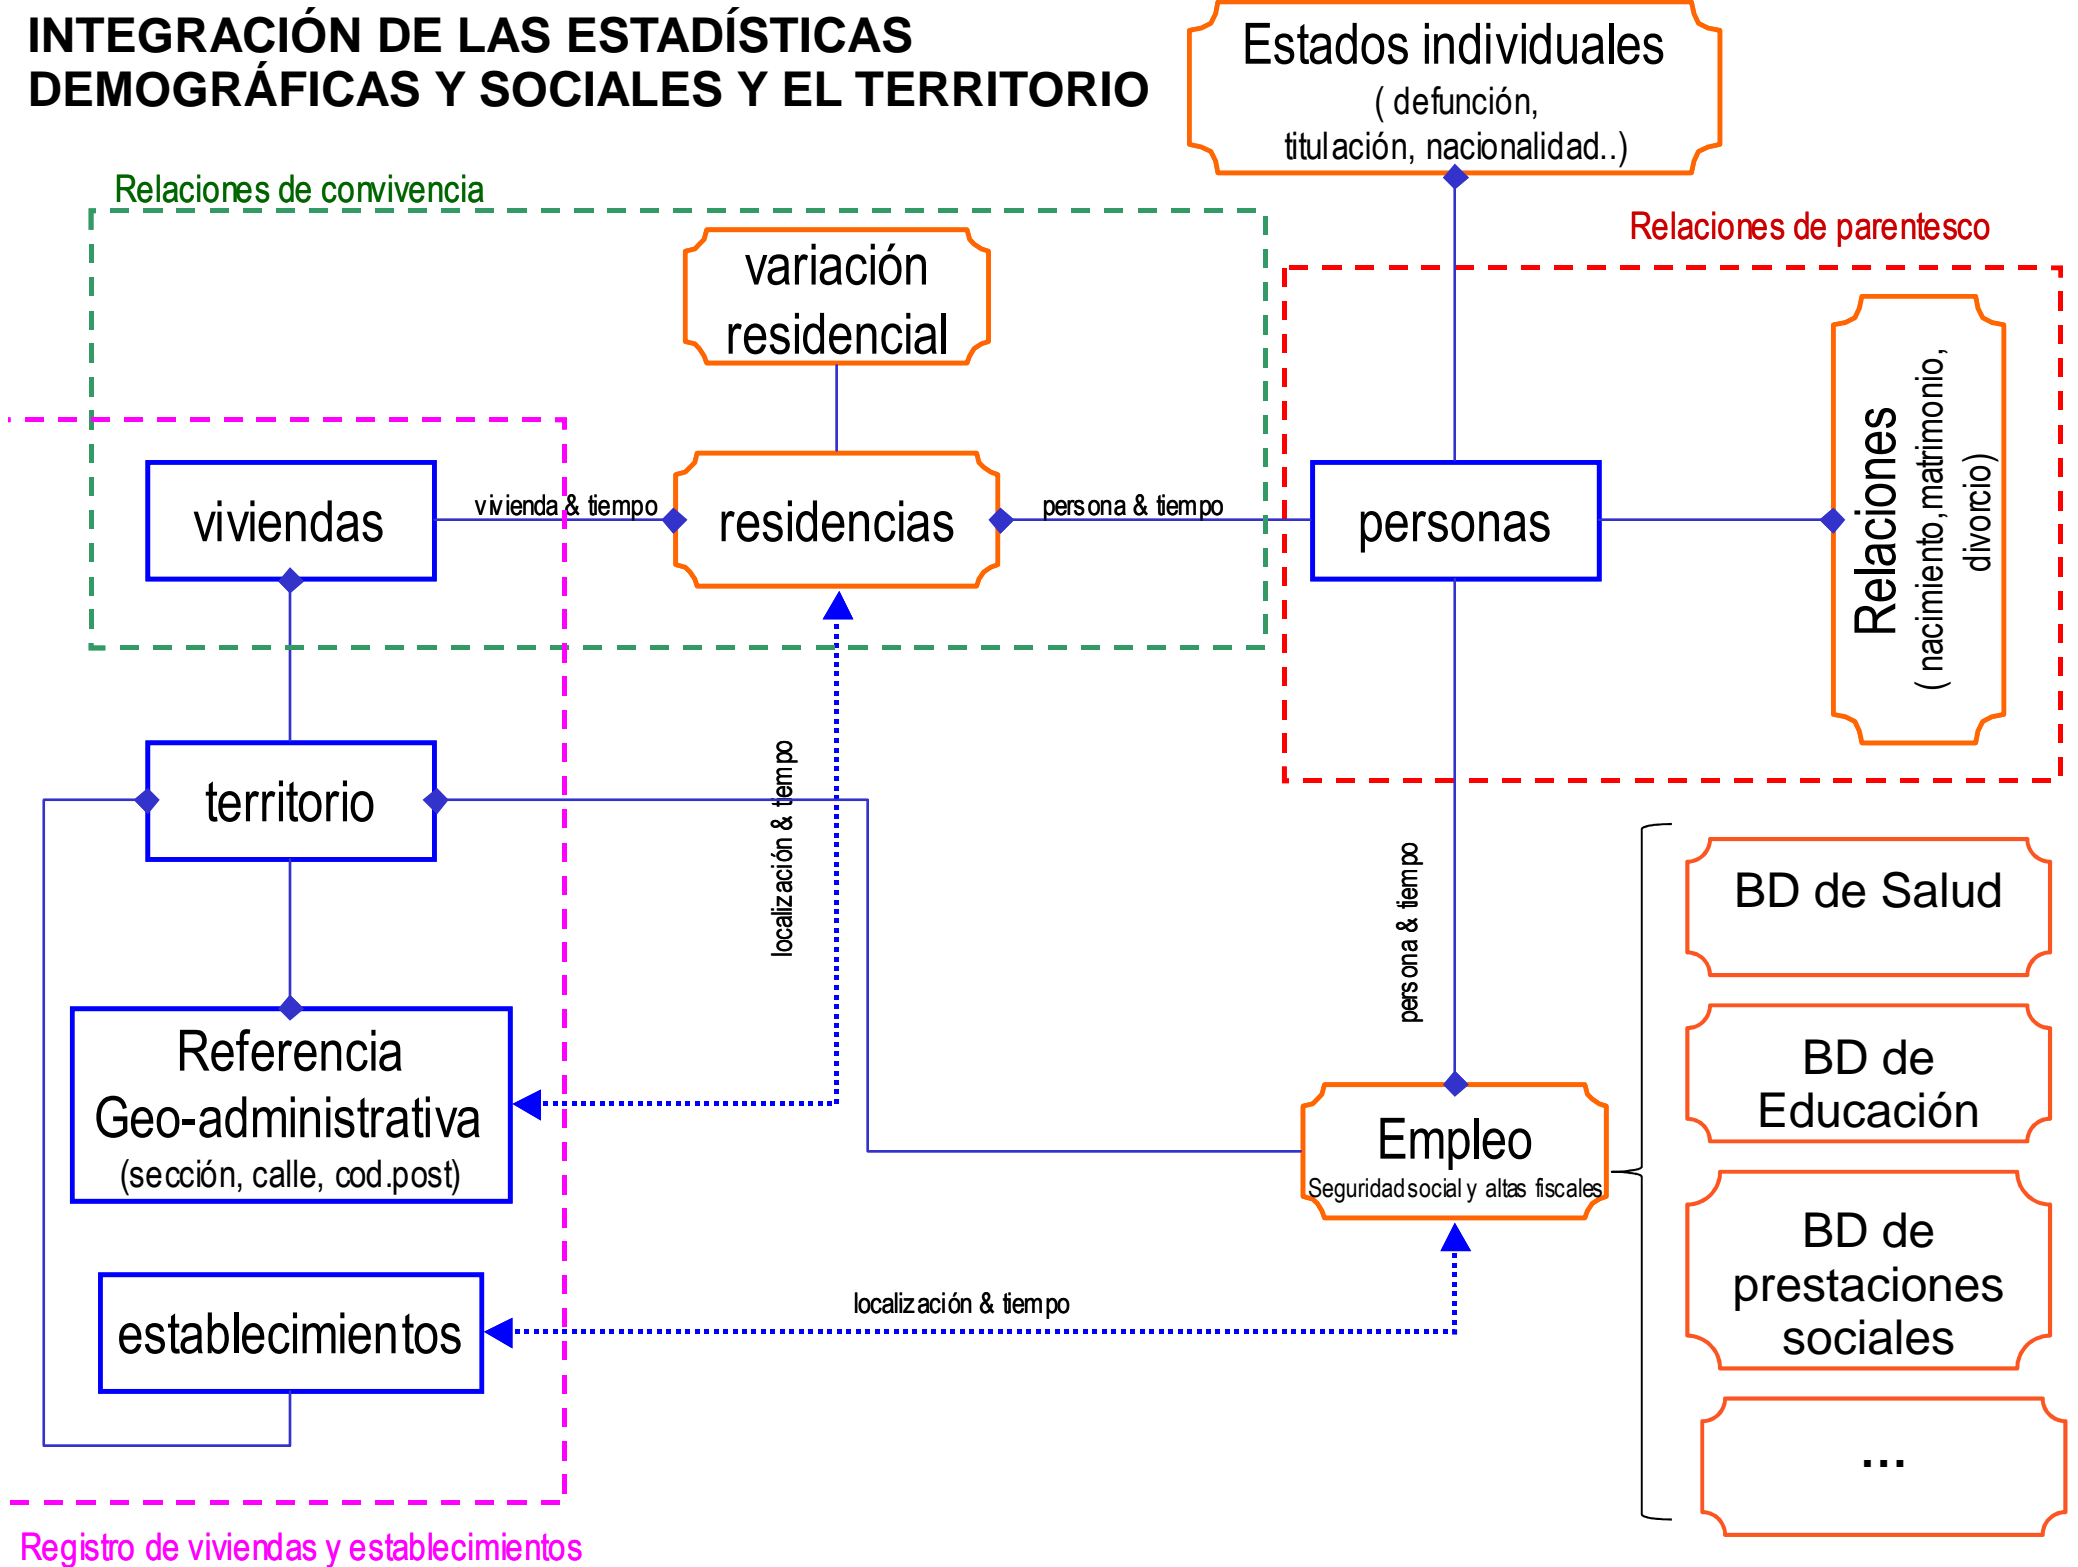 INTEGRACIÓN DE LAS ESTADÍSTICAS
DEMOGRÁFICAS Y SOCIALES Y EL TERRITORIO
Estados individuales
( defunción,
titulación, nacionalidad..)
Relaciones de convivencia
Relaciones de parentesco
variación
residencial
viviendas
vivienda & tiempo
residencias
persona & tiempo
personas
Relaciones
( nacimiento,matrimonio,
divorcio)
territorio
localización & tiempo
persona & tiempo
BD de Salud
Referencia
Geo-administrativa
(sección, calle, cod.post)
BD de
Educación
Empleo
Seguridad social y altas fiscales
BD de
prestaciones
sociales
establecimientos
localización & tiempo
...
Registro de viviendas y establecimientos